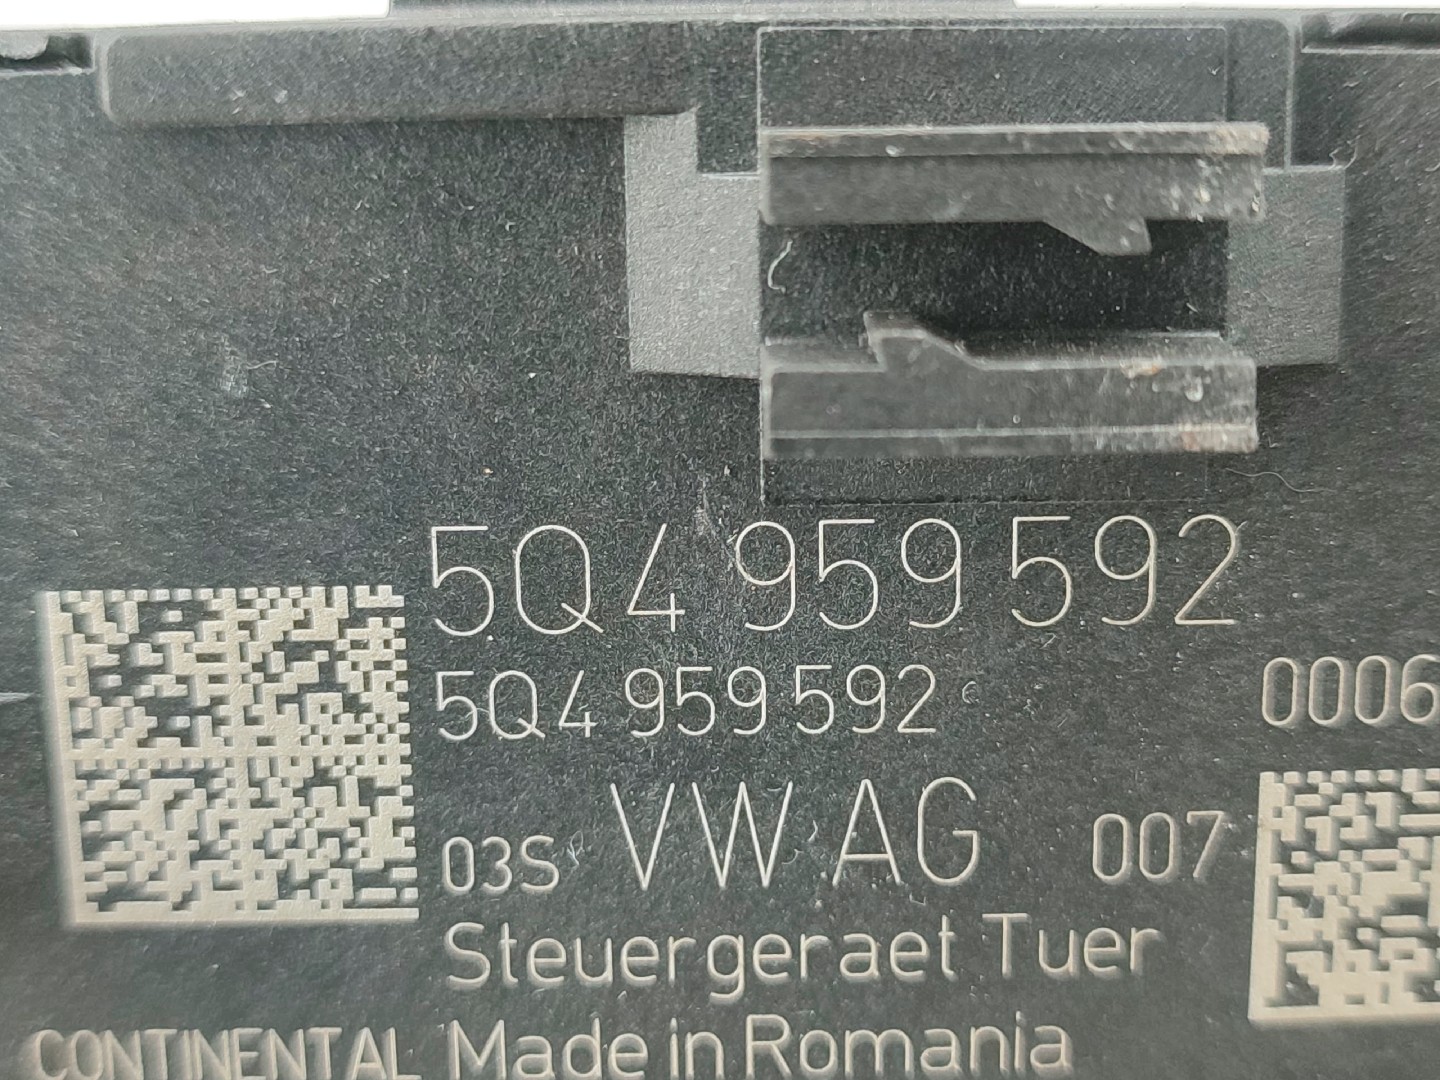 5Q4 959 592
5Q4 959 592 0006
03S VW AG 007
Steuergeraet Tuer
CONTINENTAL Made in Romania